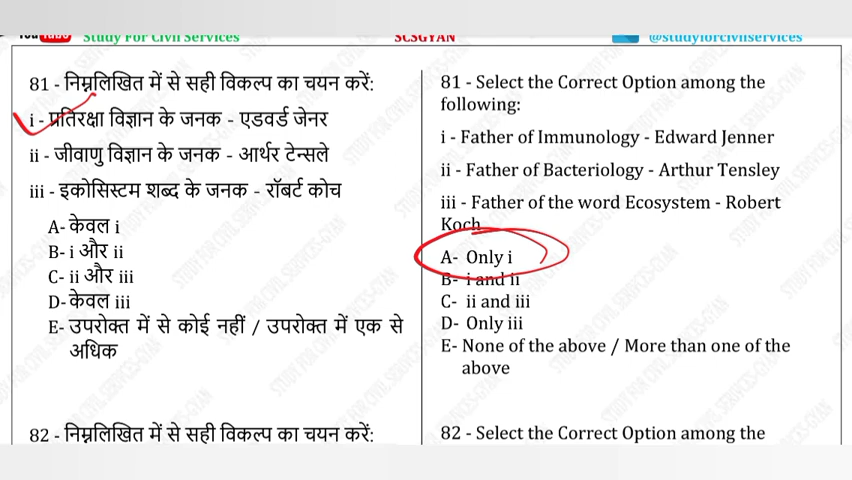 YouTube Study For Civil Services SCSGYAN @studyforcivilservices
81 - निम्नलिखित में से सही विकल्प का चयन करें:
i - प्रतिरक्षा विज्ञान के जनक - एडवर्ड जेनर
ii - जीवाणु विज्ञान के जनक - आर्थर टेन्सले
iii - इकोसिस्टम शब्द के जनक - रॉबर्ट कोच
A- केवल i
B- i और ii
C- ii और iii
D- केवल iii
E- उपरोक्त में से कोई नहीं / उपरोक्त में एक से
अधिक
82 - निम्नलिखित में से सही विकल्प का चयन करें:
81 - Select the Correct Option among the
following:
i - Father of Immunology - Edward Jenner
ii - Father of Bacteriology - Arthur Tensley
iii - Father of the word Ecosystem - Robert
Koch
A- Only i
B- i and ii
C- ii and iii
D- Only iii
E- None of the above / More than one of the
above
82 - Select the Correct Option among the